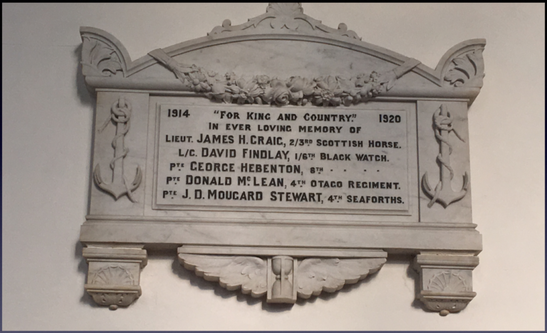 1914 "FOR KING AND COUNTRY." 1920
IN EVER LOVING MEMORY OF
LIEUT. JAMES H. CRAIG, 2/3RD SCOTTISH HORSE.
L/C. DAVID FINDLAY, 1/6TH BLACK WATCH.
PTE GEORGE HEBENTON, 8TH · · · · ·
PTE DONALD MCLEAN, 4TH OTAGO REGIMENT.
PTE J. D. MOUGARD STEWART, 4TH SEAFORTHS.